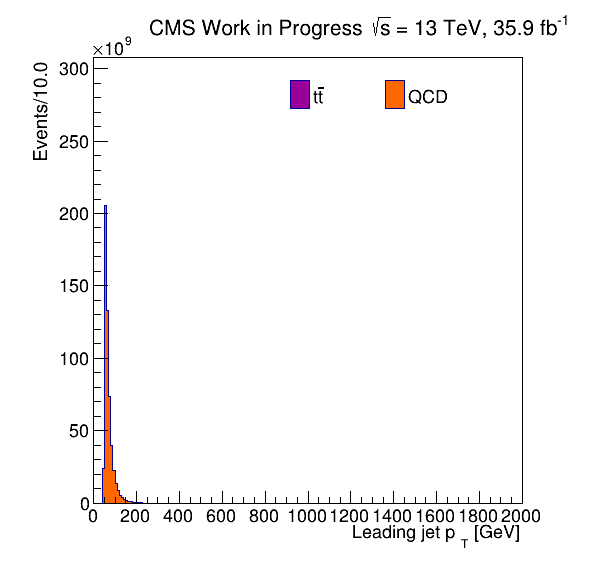 CMS Work in Progress √s = 13 TeV, 35.9 fb⁻¹
×10⁹
Events/10.0
300
250
200
150
100
50
0
tt̄
QCD
0 200 400 600 800 1000 1200 1400 1600 1800 2000
Leading jet p_T [GeV]